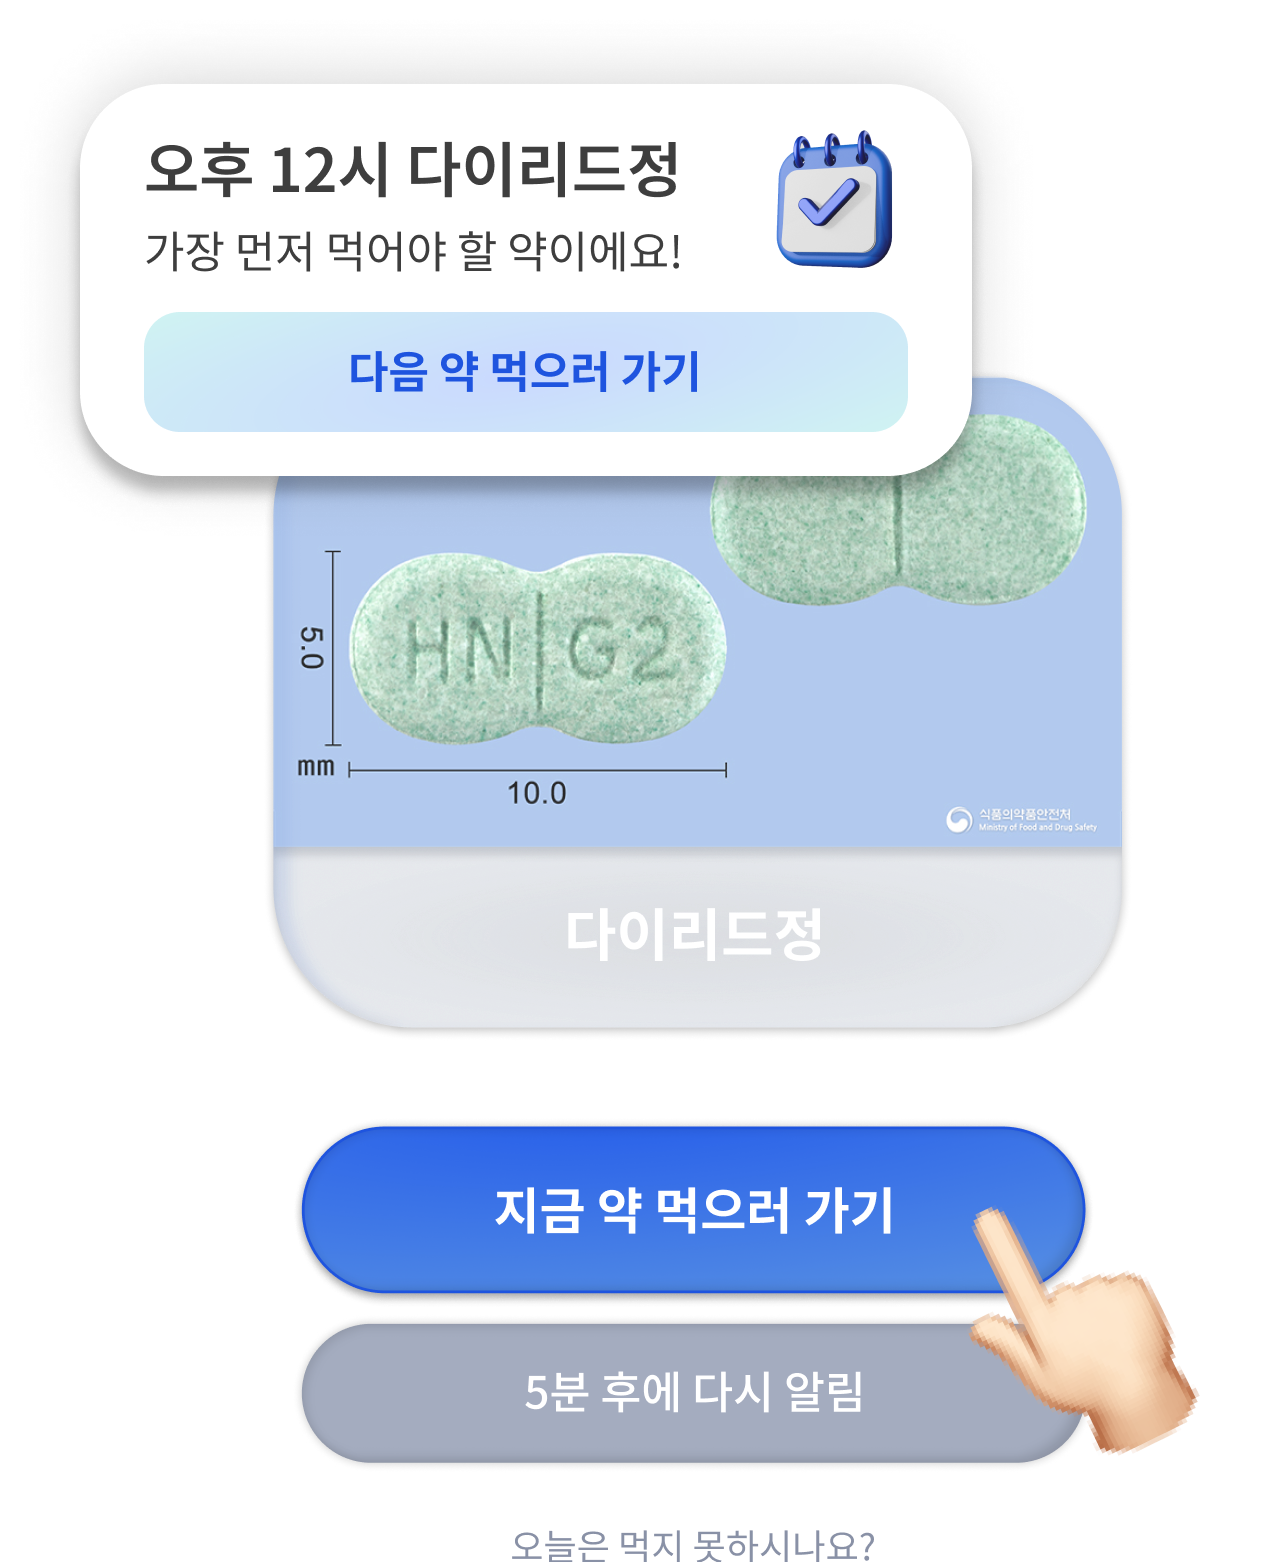 오후 12시 다이리드정
가장 먼저 먹어야 할 약이에요!
다음 약 먹으러 가기
5.0
HN G2
mm
10.0
식품의약품안전처
Ministry of Food and Drug Safety
다이리드정
지금 약 먹으러 가기
5분 후에 다시 알림
오늘은 먹지 못하시나요?